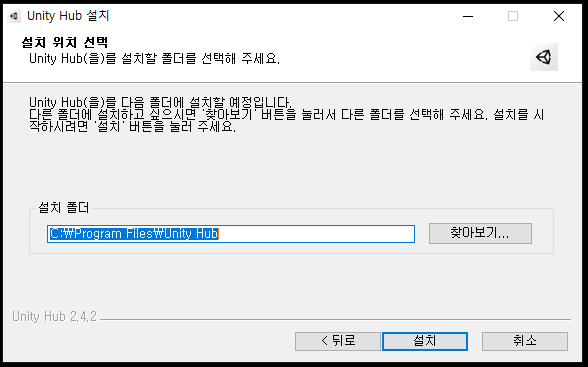 Unity Hub 설치
설치 위치 선택
Unity Hub(을)를 설치할 폴더를 선택해 주세요.
Unity Hub(을)를 다음 폴더에 설치할 예정입니다.
다른 폴더에 설치하고 싶으시면 '찾아보기' 버튼을 눌러서 다른 폴더를 선택해 주세요. 설치를 시
작하시려면 '설치' 버튼을 눌러 주세요.
설치 폴더
C:₩Program Files₩Unity Hub
찾아보기...
Unity Hub 2.4.2
< 뒤로
설치
취소